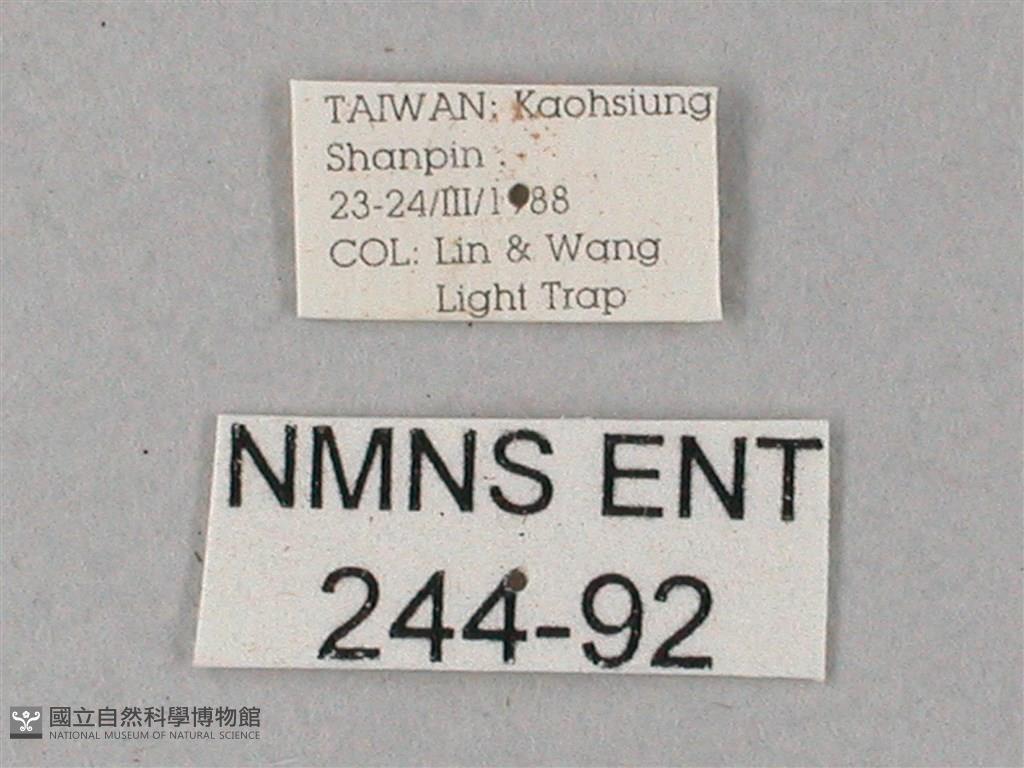 TAIWAN: Kaohsiung
Shanpin
23-24/III/1988
COL: Lin & Wang
Light Trap
NMNS ENT
244-92
國立自然科學博物館
NATIONAL MUSEUM OF NATURAL SCIENCE